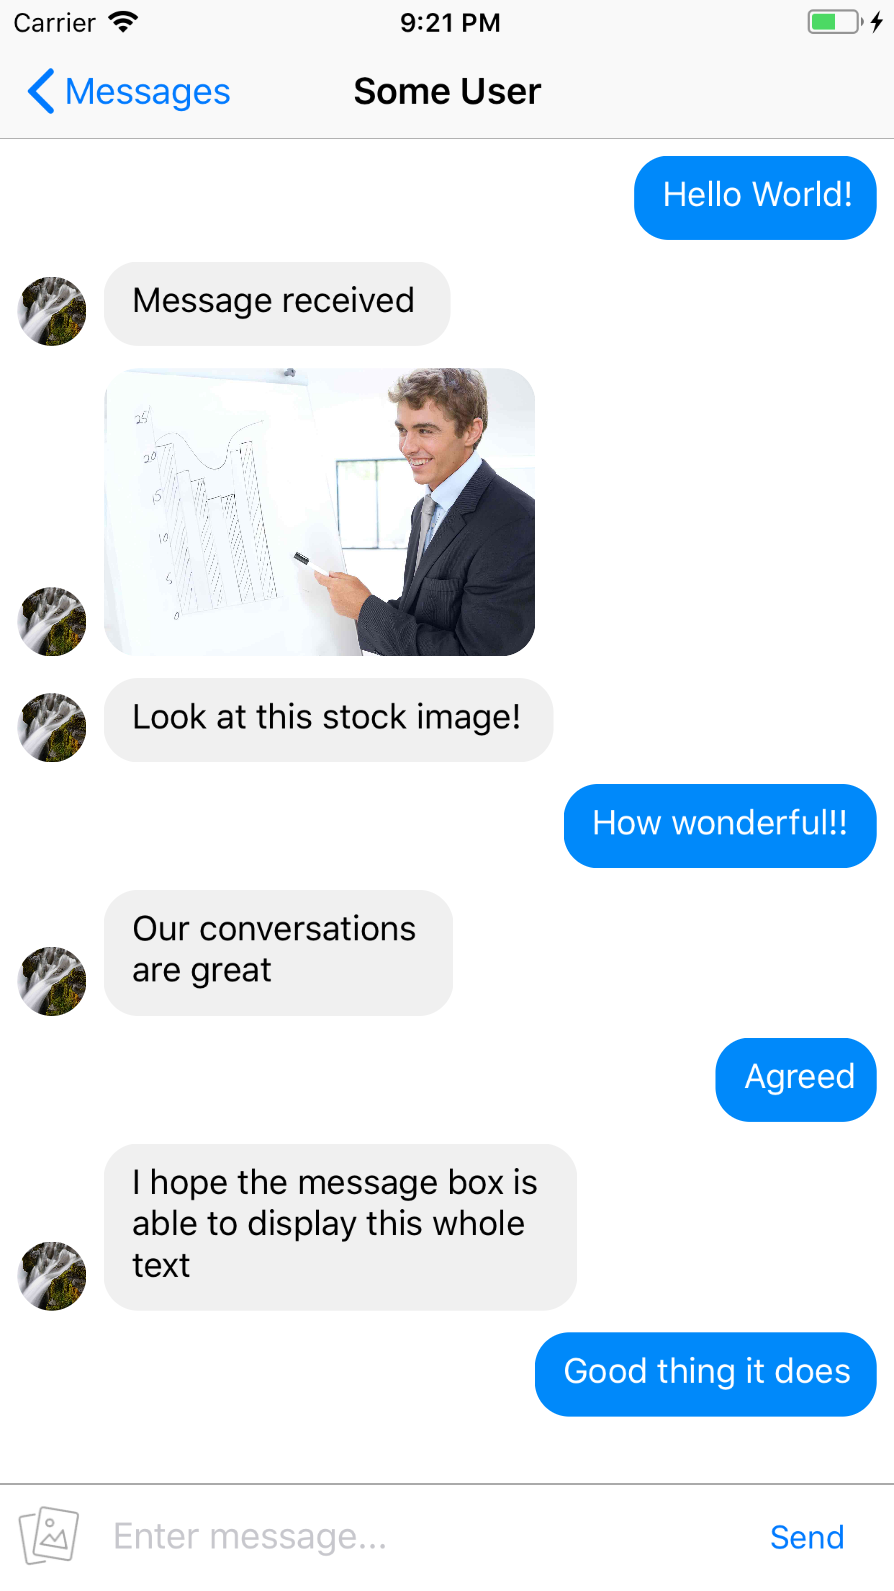 Carrier 9:21 PM
Messages Some User
Hello World!
Message received
25
20
15
10
5
0
Look at this stock image!
How wonderful!!
Our conversations
are great
Agreed
I hope the message box is
able to display this whole
text
Good thing it does
Enter message... Send